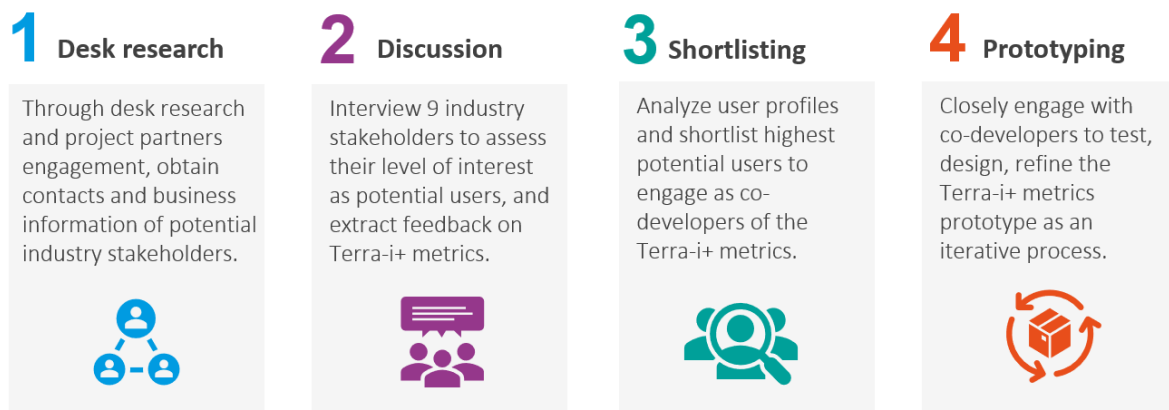 1 Desk research
Through desk research
and project partners
engagement, obtain
contacts and business
information of potential
industry stakeholders.
2 Discussion
Interview 9 industry
stakeholders to assess
their level of interest
as potential users, and
extract feedback on
Terra-i+ metrics.
3 Shortlisting
Analyze user profiles
and shortlist highest
potential users to
engage as co-
developers of the
Terra-i+ metrics.
4 Prototyping
Closely engage with
co-developers to test,
design, refine the
Terra-i+ metrics
prototype as an
iterative process.